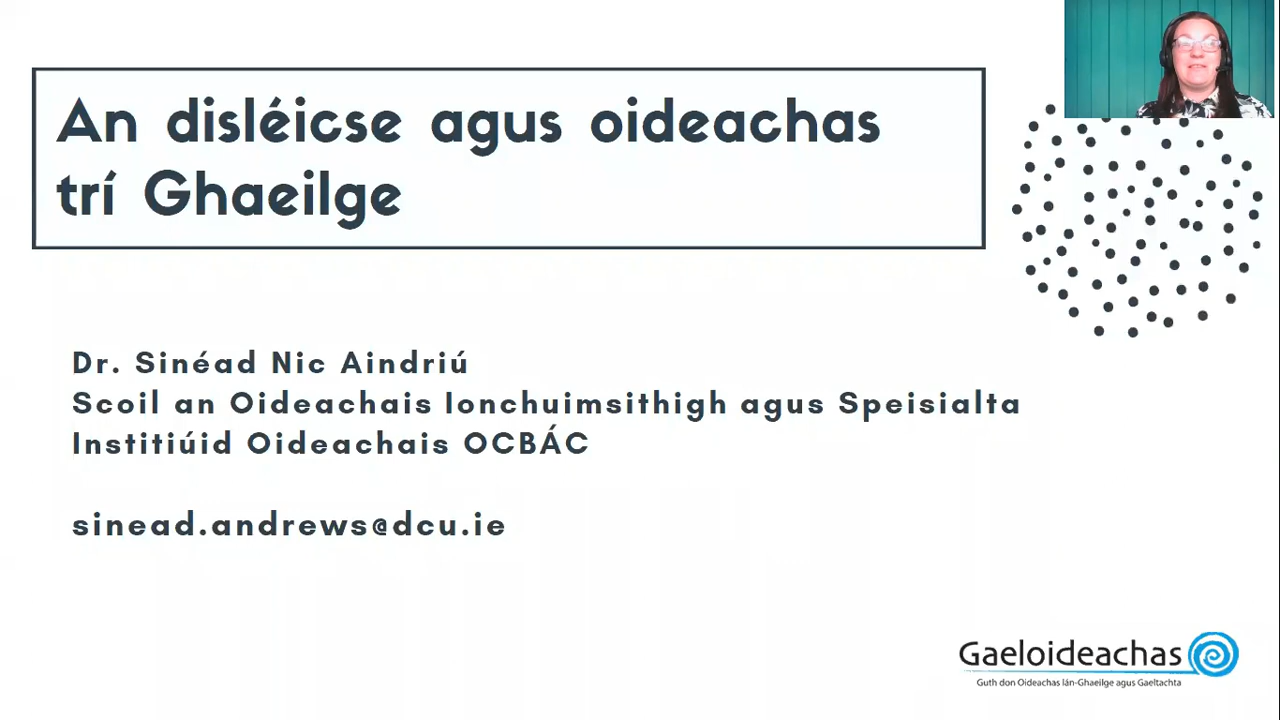 An disléicse agus oideachas
trí Ghaeilge
Dr. Sinéad Nic Aindriú
Scoil an Oideachais Ionchuimsithigh agus Speisialta
Institiúid Oideachais OCBÁC
sinead.andrews@dcu.ie
Gaeloideachas
Guth don Oideachas lán-Ghaeilge agus Gaeltachta